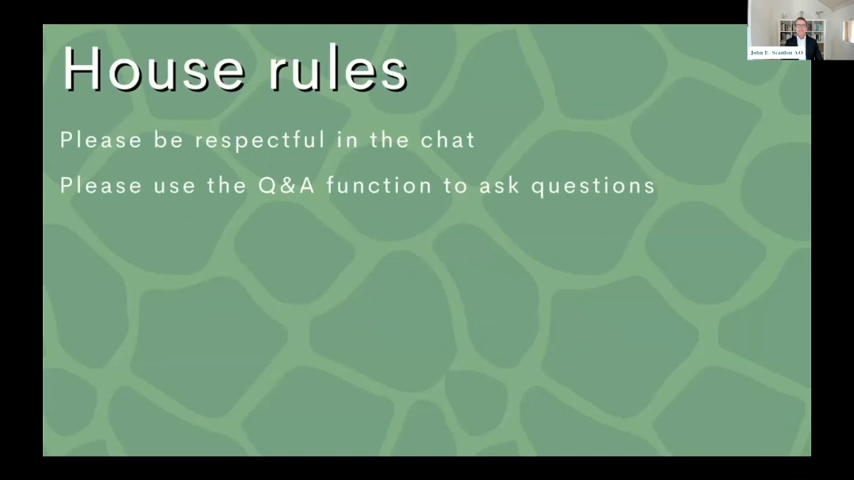 House rules
Please be respectful in the chat
Please use the Q&A function to ask questions
John E. Scanlon AO